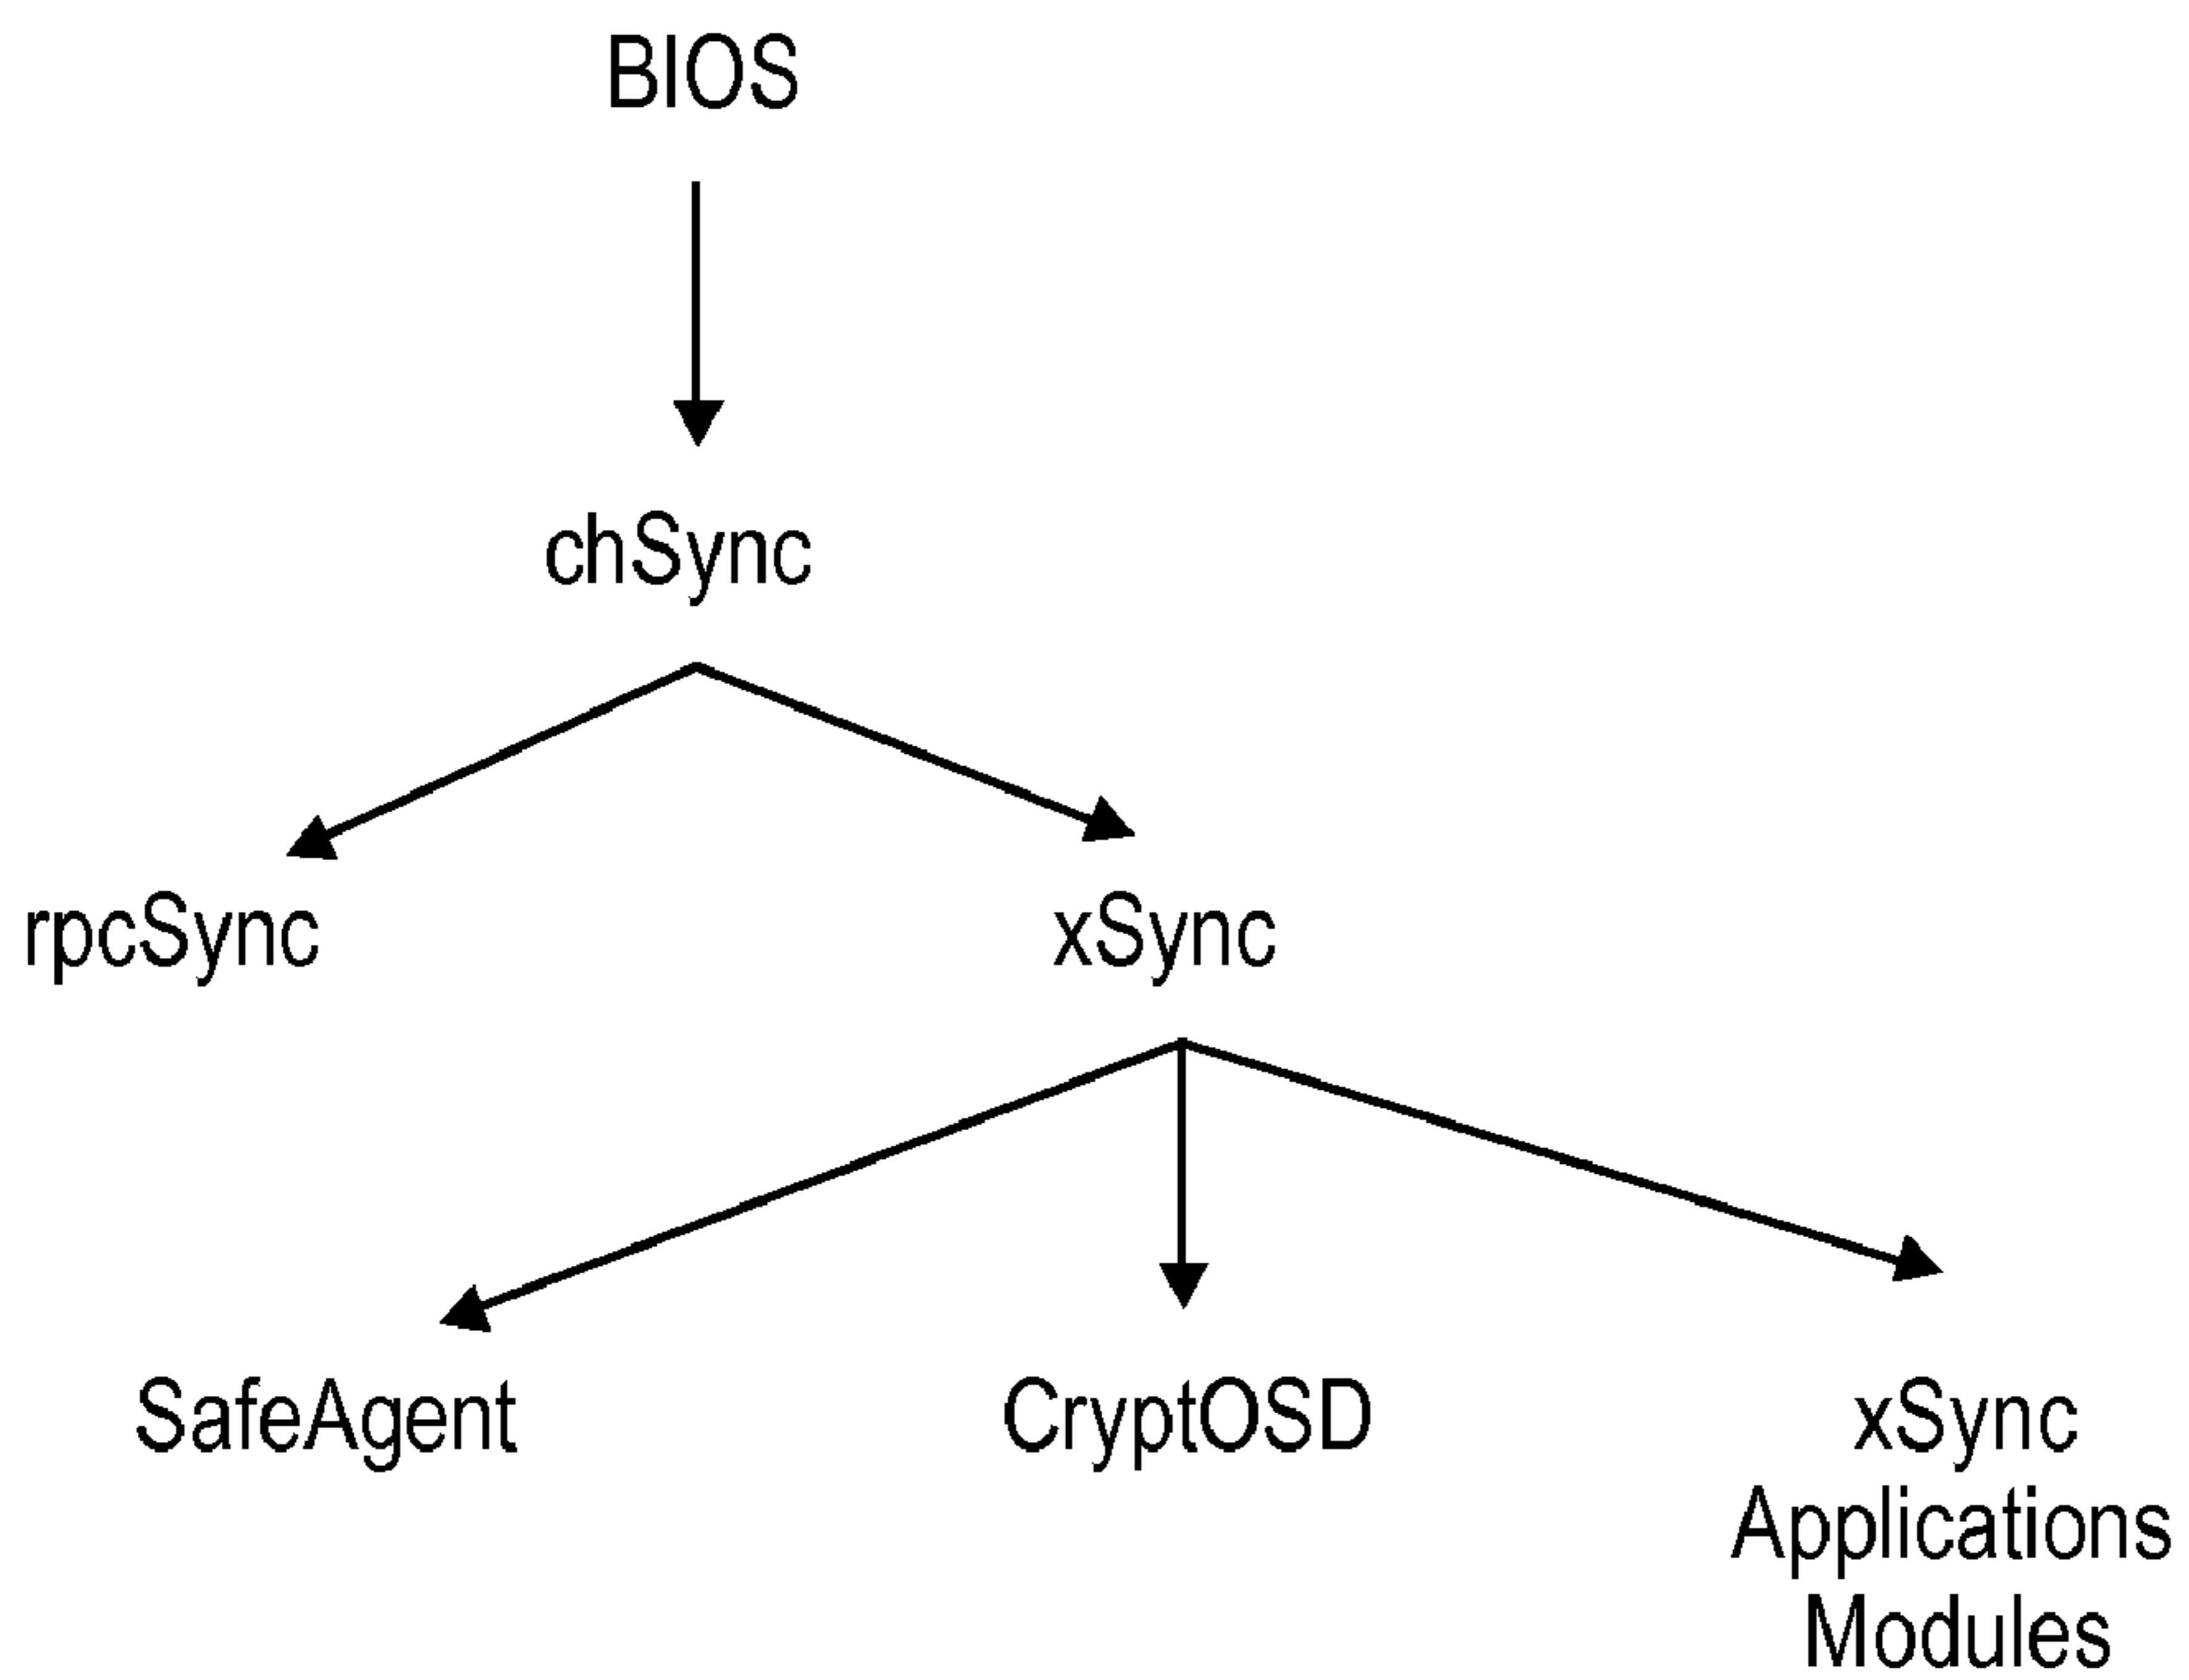 BIOS
chSync
rpcSync
xSync
SafeAgent
CryptOSD
xSync
Applications
Modules